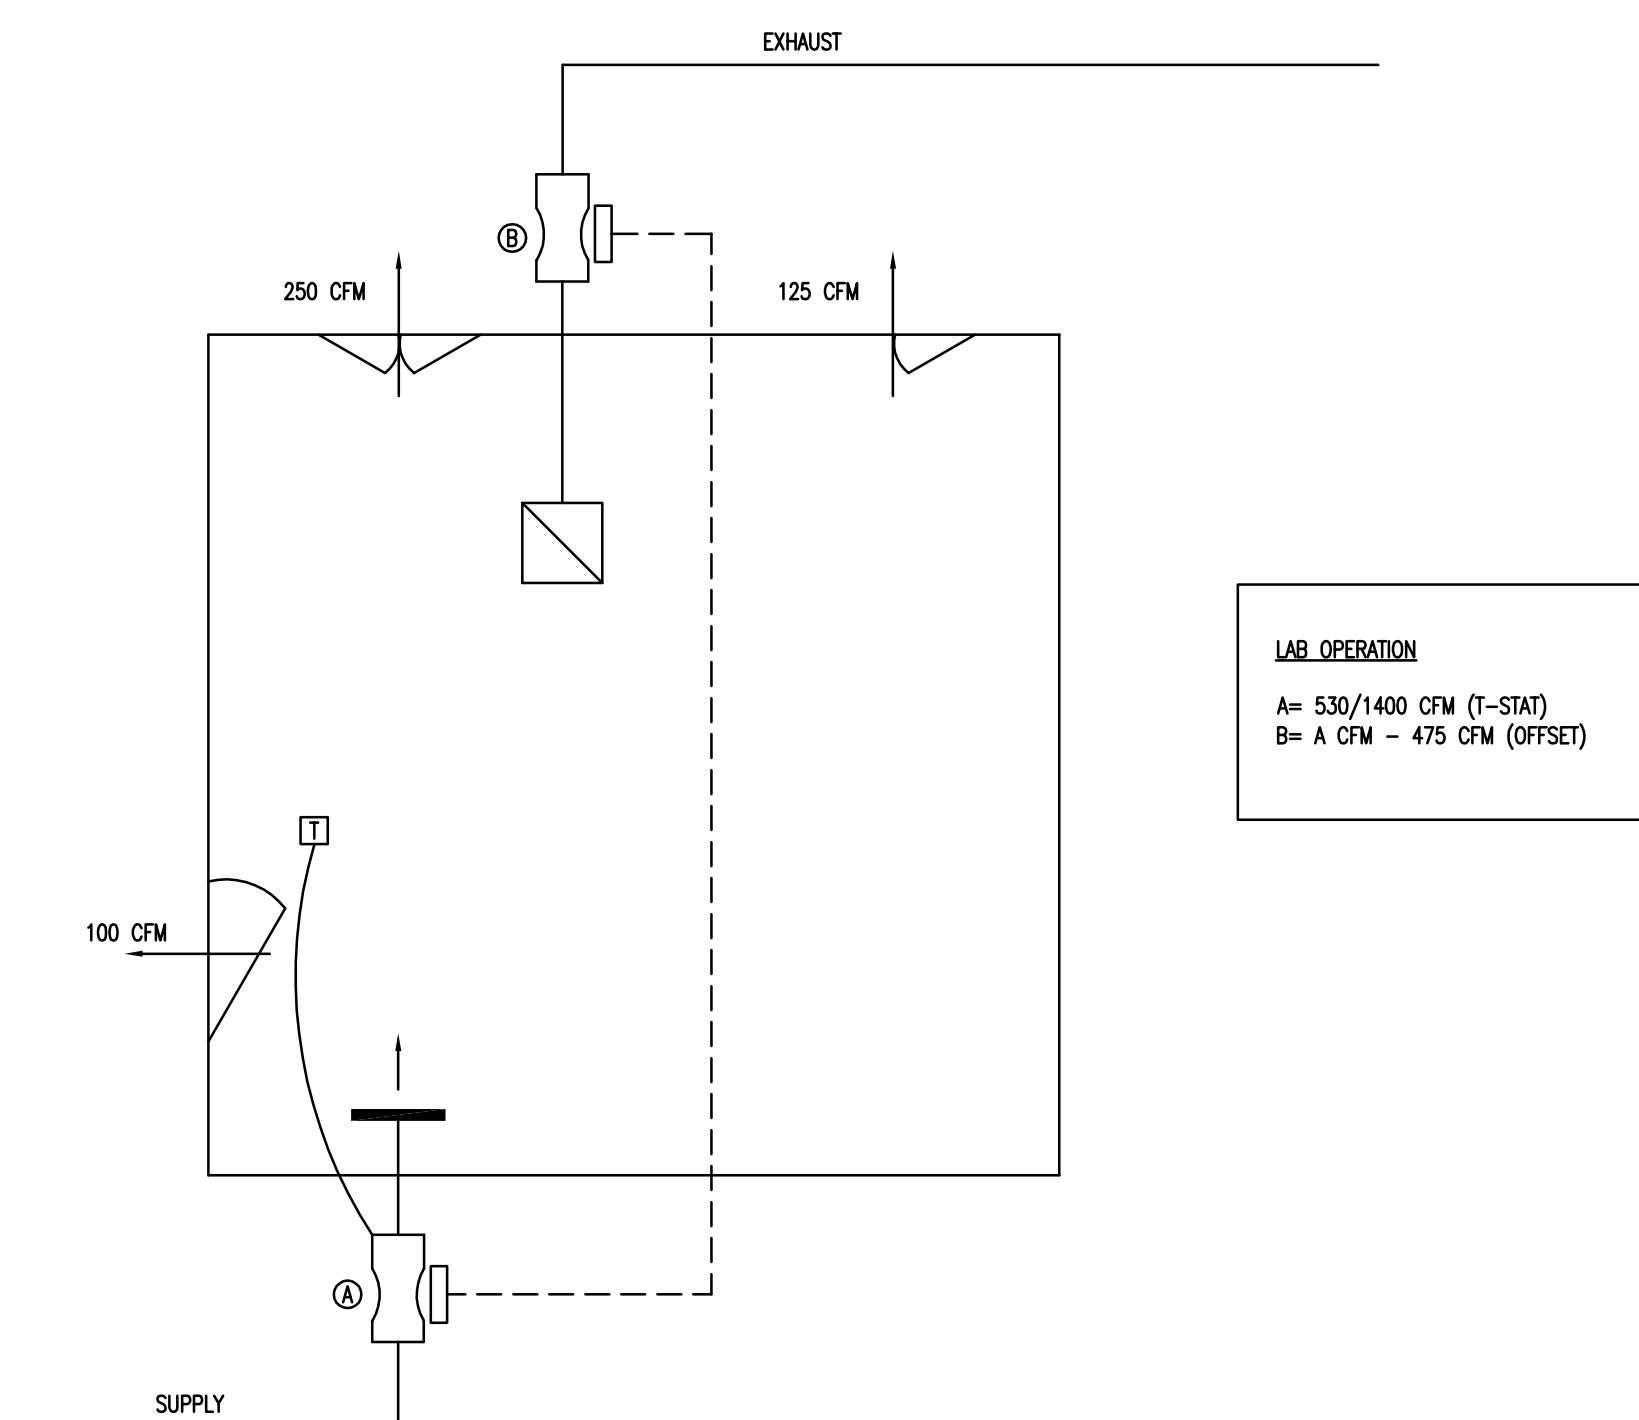 EXHAUST
B
250 CFM
125 CFM
LAB OPERATION
A= 530/1400 CFM (T-STAT)
B= A CFM - 475 CFM (OFFSET)
T
100 CFM
A
SUPPLY